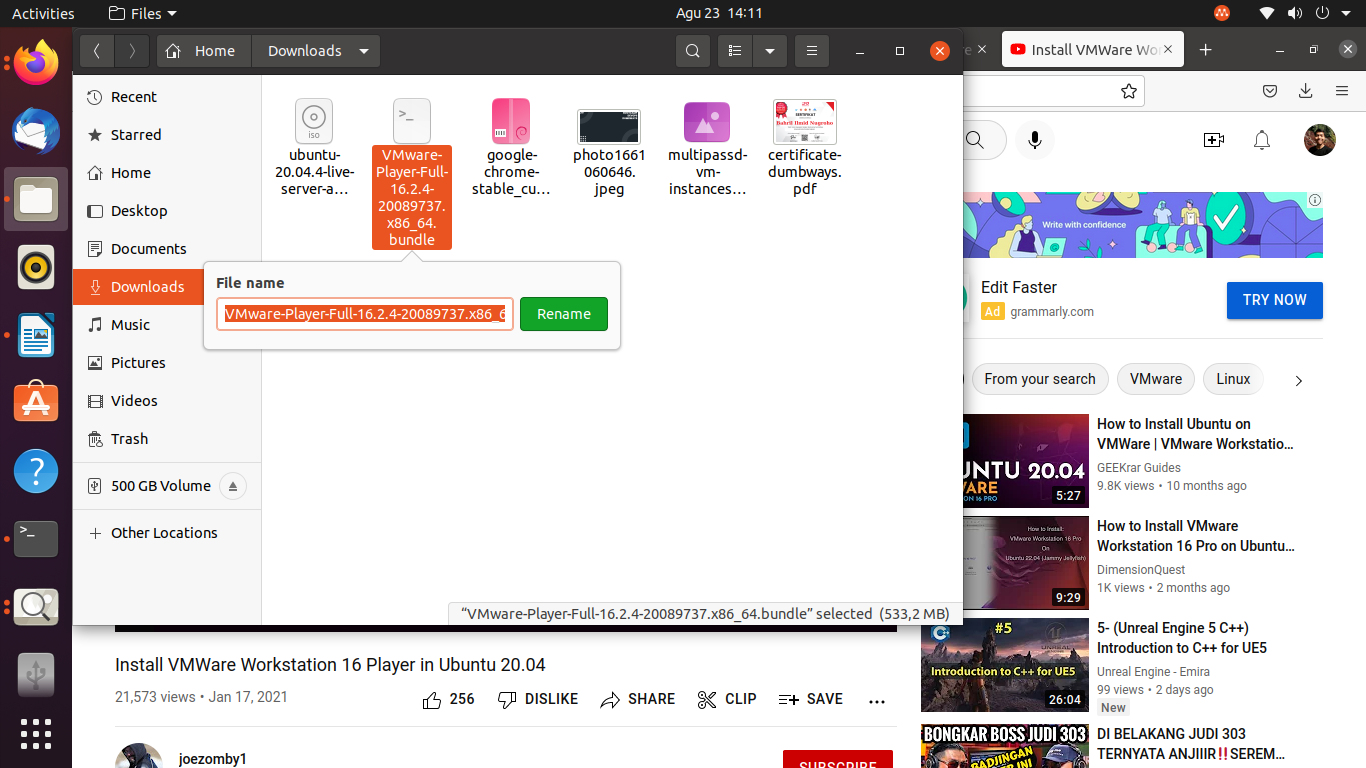 Activities
Files
Agu 23 14:11
Home
Downloads
Install VMWare Wo
Recent
Starred
Home
Desktop
Documents
Downloads
Music
Pictures
Videos
Trash
500 GB Volume
Other Locations
iso
ubuntu-
20.04.4-live-
server-a…
VMware-
Player-Full-
16.2.4-
20089737.
x86_64.
bundle
google-
chrome-
stable_cu…
photo1661
060646.
jpeg
multipassd-
vm-
instances…
SERTIFIKAT
Bahril Ilmid Nugroho
certificate-
dumbways.
pdf
File name
VMware-Player-Full-16.2.4-20089737.x86_6
Rename
“VMware-Player-Full-16.2.4-20089737.x86_64.bundle” selected (533,2 MB)
Write with confidence
Edit Faster
Ad
grammarly.com
TRY NOW
From your search
VMware
Linux
UNTU 20.04
ARE
ON 16 PRO
5:27
How to Install Ubuntu on
VMWare | VMware Workstatio…
GEEKrar Guides
9.8K views • 10 months ago
How to Install:
VMware Workstation 16 Pro
On
Ubuntu 22.04 (Jammy Jellyfish)
9:29
How to Install VMware
Workstation 16 Pro on Ubuntu…
DimensionQuest
1K views • 2 months ago
#5
UNREAL
Introduction to C++ for UE5
26:04
5- (Unreal Engine 5 C++)
Introduction to C++ for UE5
Unreal Engine - Emira
99 views • 2 days ago
New
BONGKAR BOSS JUDI 303
DI BELAKANG JUDI 303
TERNYATA ANJIIIR‼️SEREM…
Install VMWare Workstation 16 Player in Ubuntu 20.04
21,573 views • Jan 17, 2021
256
DISLIKE
SHARE
CLIP
SAVE
joezomby1
SUBSCRIBE